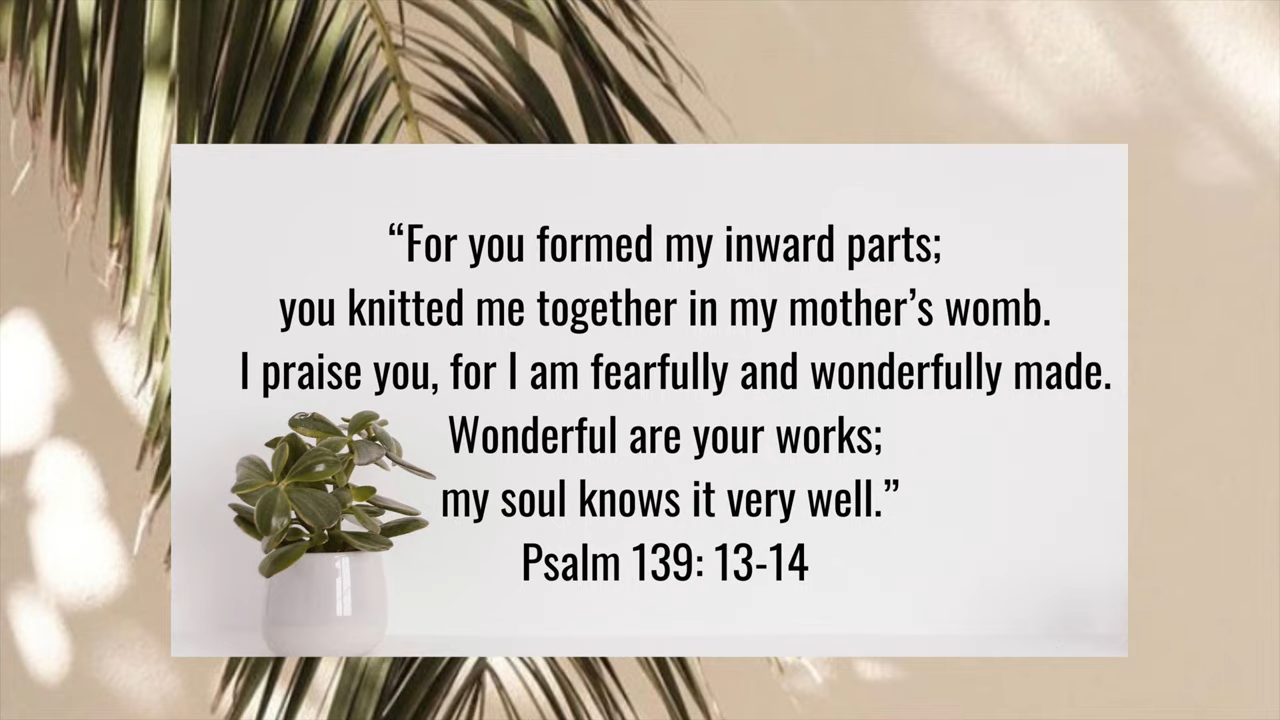 “For you formed my inward parts;
you knitted me together in my mother’s womb.
I praise you, for I am fearfully and wonderfully made.
Wonderful are your works;
my soul knows it very well.”
Psalm 139: 13-14